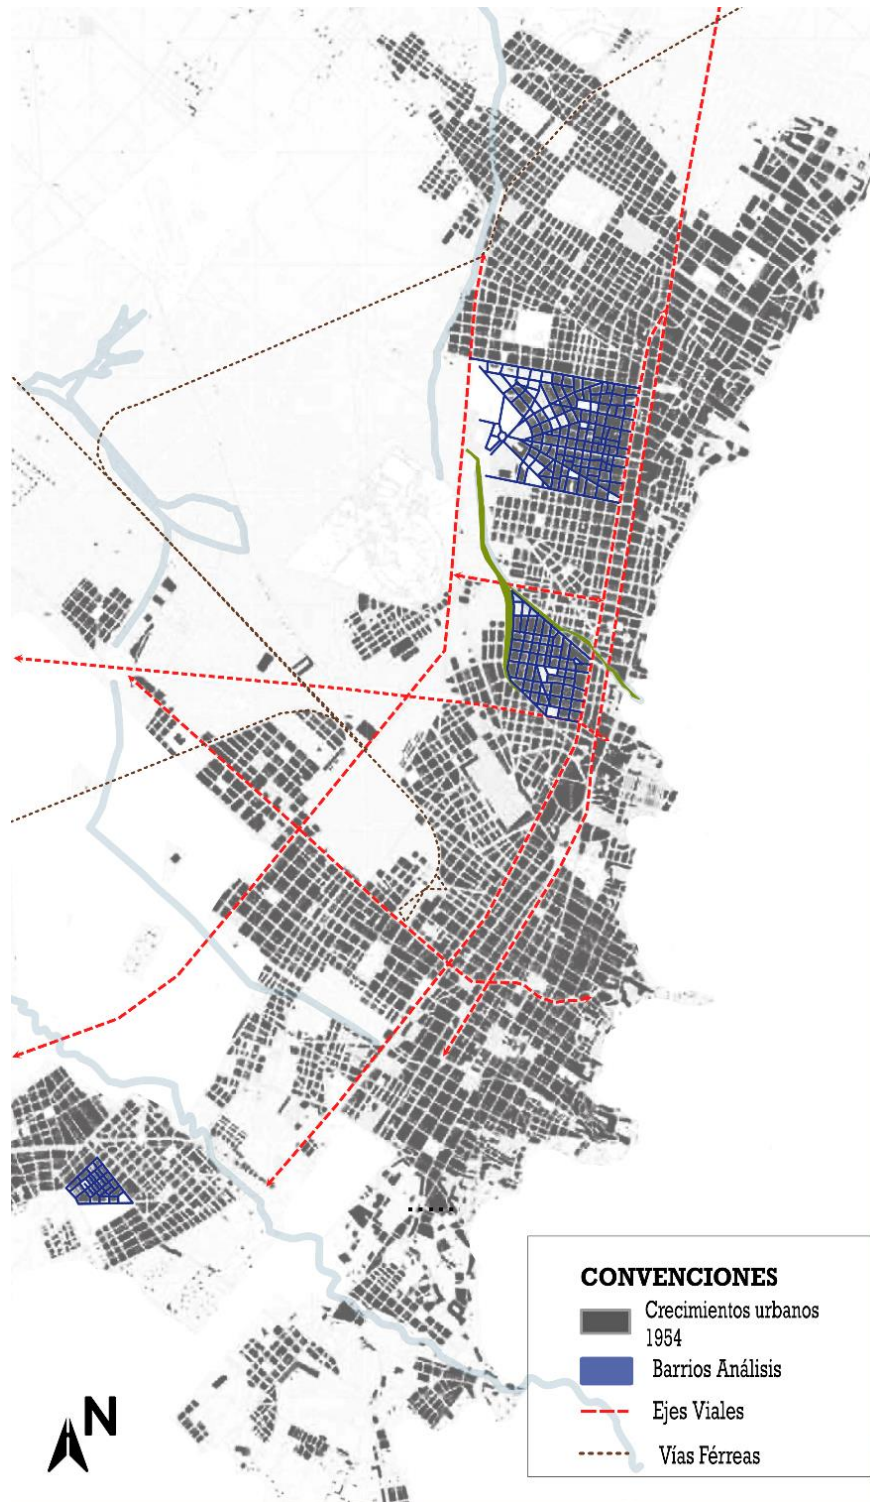 CONVENCIONES
Crecimientos urbanos
1954
Barrios Análisis
Ejes Viales
Vías Férreas
N